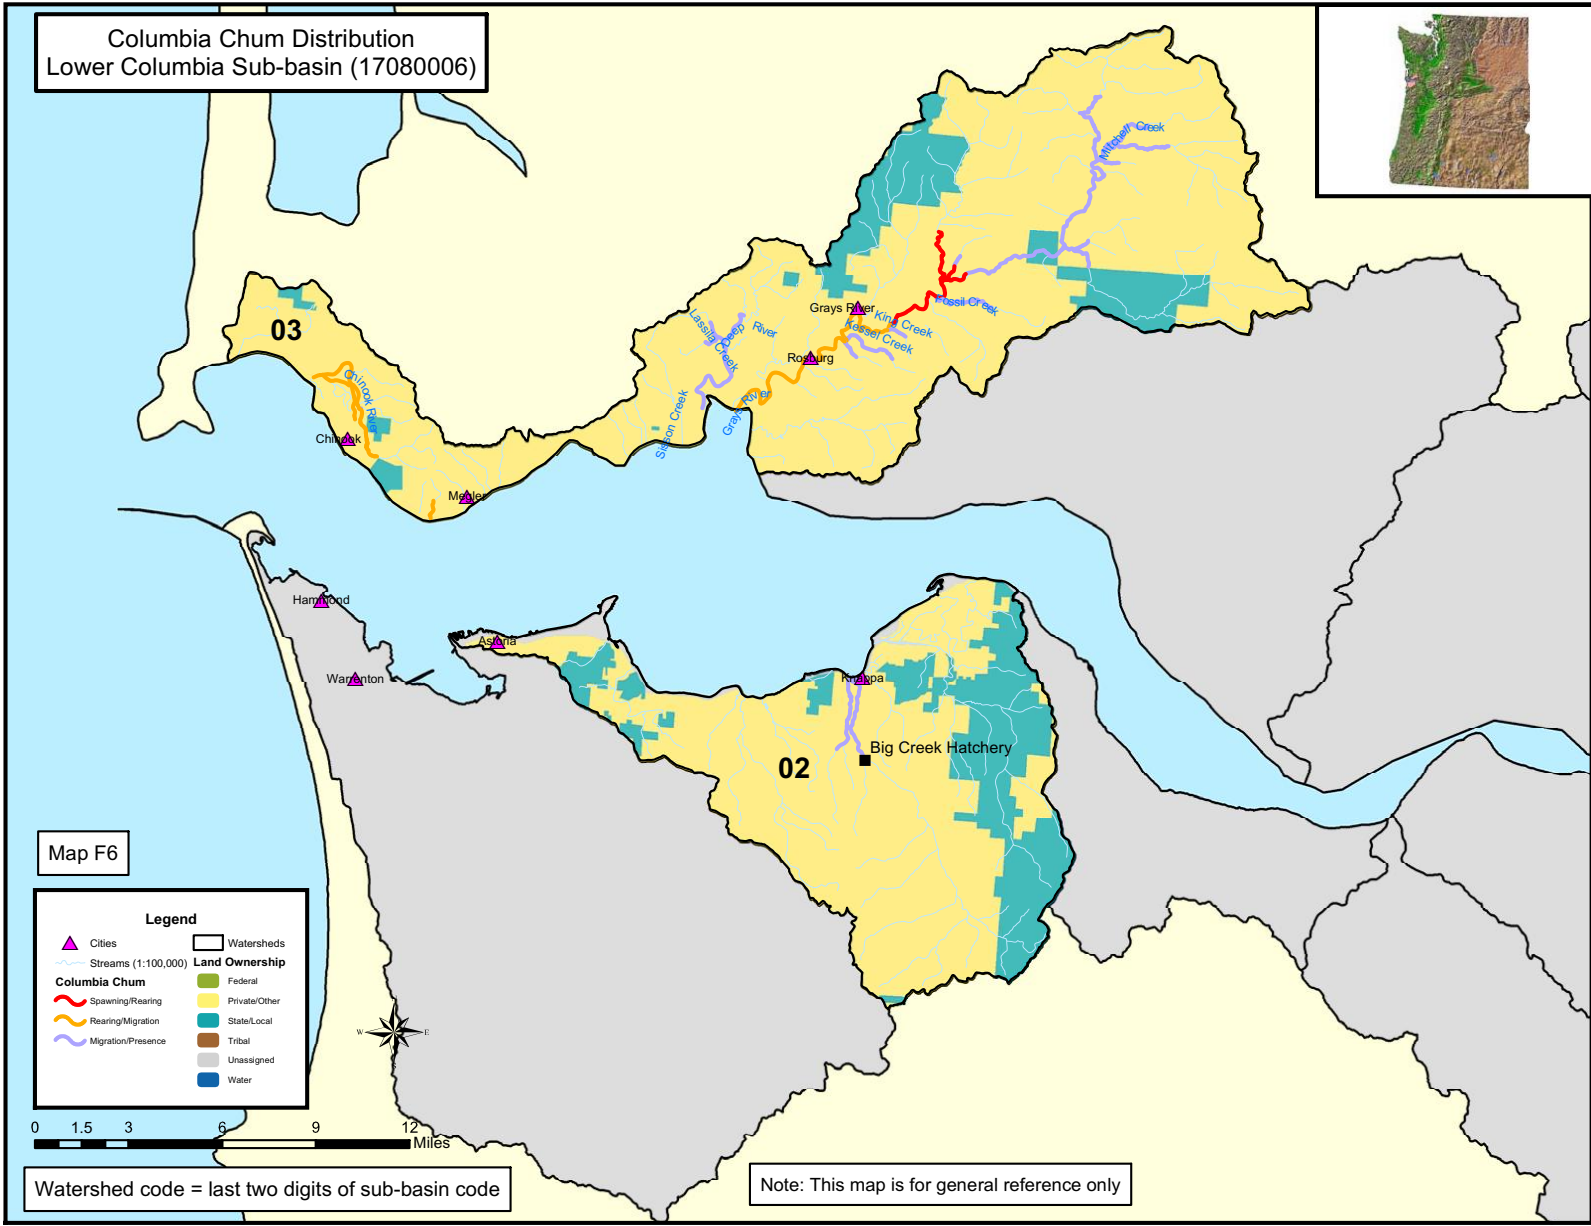 Columbia Chum Distribution
Lower Columbia Sub-basin (17080006)
Mitchell Creek
Fossil Creek
Grays River
King Creek
Kessel Creek
Rosburg
Lassila Creek
Deep River
Sisson Creek
Grays River
03
Chinook River
Chinook
Megler
Hammond
Astoria
Warrenton
Knappa
Big Creek Hatchery
02
Map F6
Legend
Cities
Watersheds
Streams (1:100,000)
Land Ownership
Columbia Chum
Federal
Spawning/Rearing
Private/Other
Rearing/Migration
State/Local
Migration/Presence
Tribal
Unassigned
Water
W E
0 1.5 3 6 9 12
Miles
Watershed code = last two digits of sub-basin code
Note: This map is for general reference only